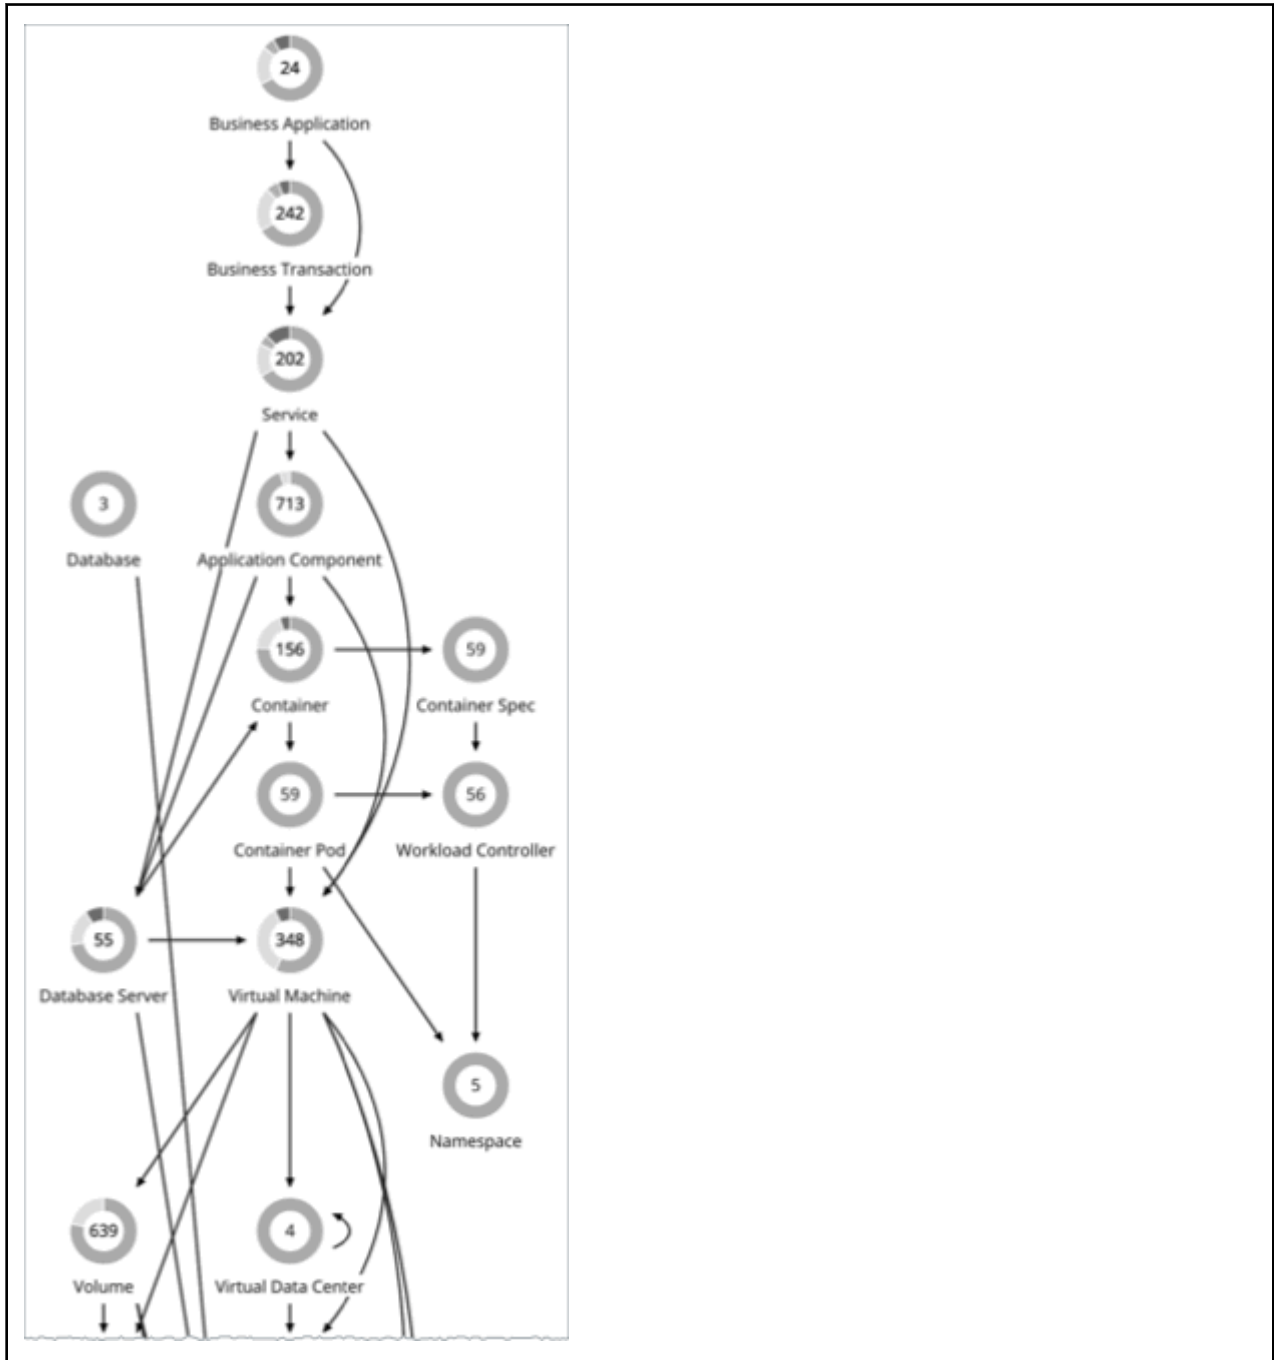 24
Business Application
242
Business Transaction
202
Service
3
713
Database
Application Component
156
59
Container
Container Spec
59
56
Container Pod
Workload Controller
55
348
Database Server
Virtual Machine
5
Namespace
639
4
Volume
Virtual Data Center